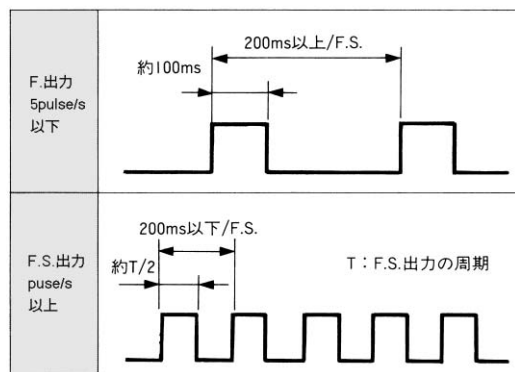 F.出力
5pulse/s
以下
200ms以上/F.S.
約100ms
F.S.出力
puse/s
以上
200ms以下/F.S.
約T/2
T：F.S.出力の周期